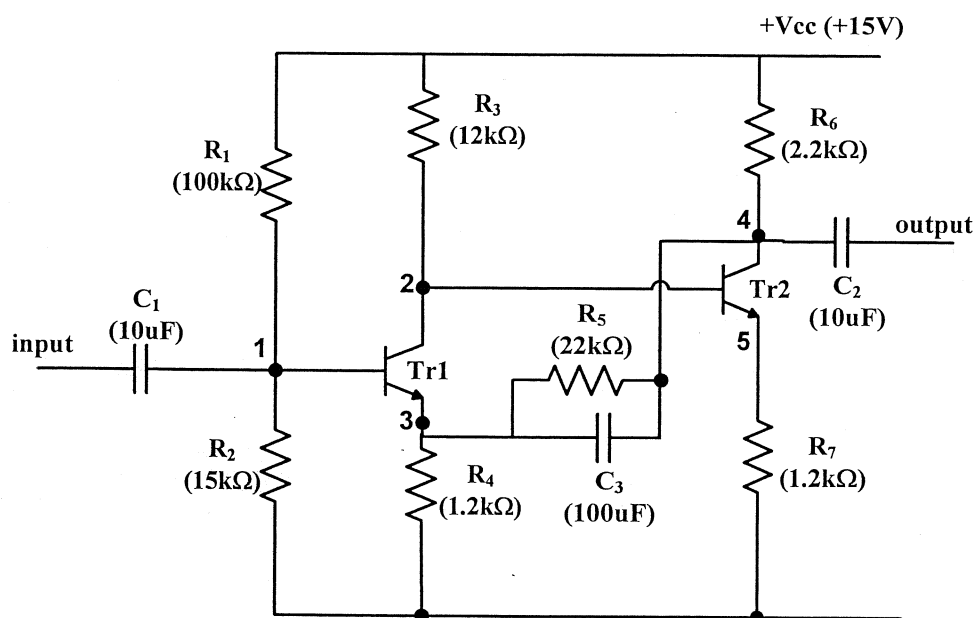 +Vcc (+15V)
R3
(12kΩ)
R6
(2.2kΩ)
R1
(100kΩ)
4
output
2
Tr2
C2
(10uF)
C1
(10uF)
R5
(22kΩ)
5
input
1
Tr1
3
R2
(15kΩ)
R4
(1.2kΩ)
C3
(100uF)
R7
(1.2kΩ)